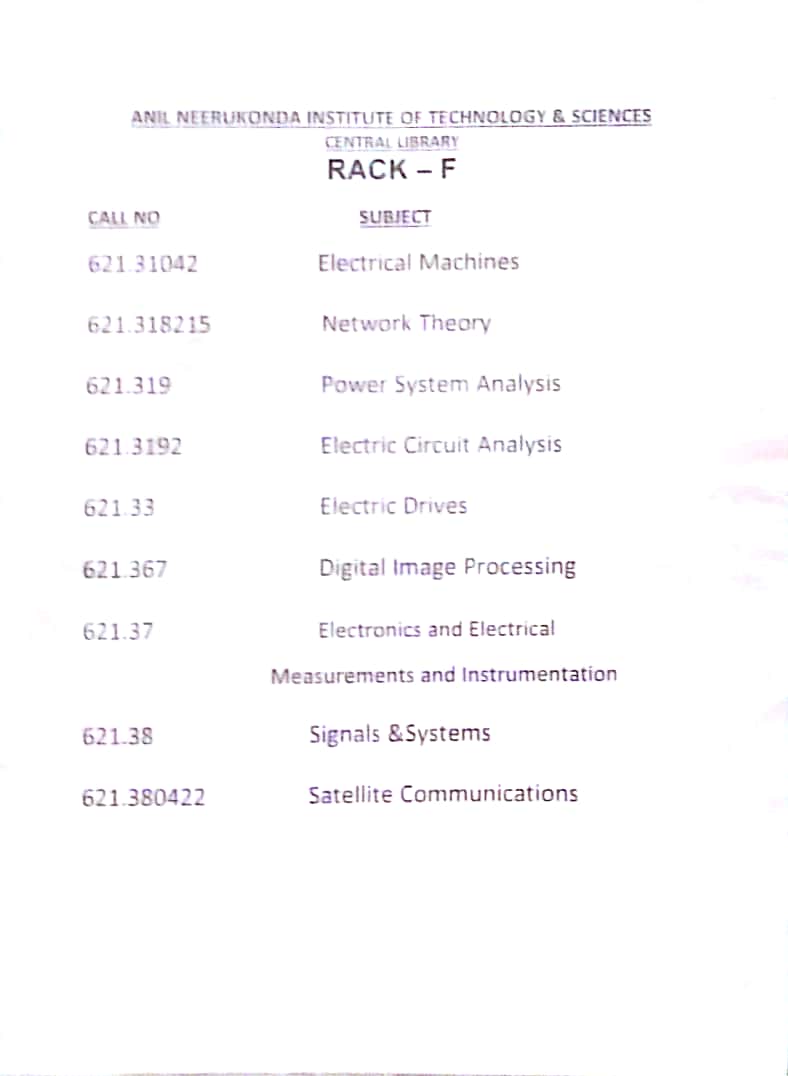 ANIL NEERUKONDA INSTITUTE OF TECHNOLOGY & SCIENCES
CENTRAL LIBRARY
RACK – F
CALL NO SUBJECT
621.31042 Electrical Machines
621.318215 Network Theory
621.319 Power System Analysis
621.3192 Electric Circuit Analysis
621.33 Electric Drives
621.367 Digital Image Processing
621.37 Electronics and Electrical
Measurements and Instrumentation
621.38 Signals &Systems
621.380422 Satellite Communications